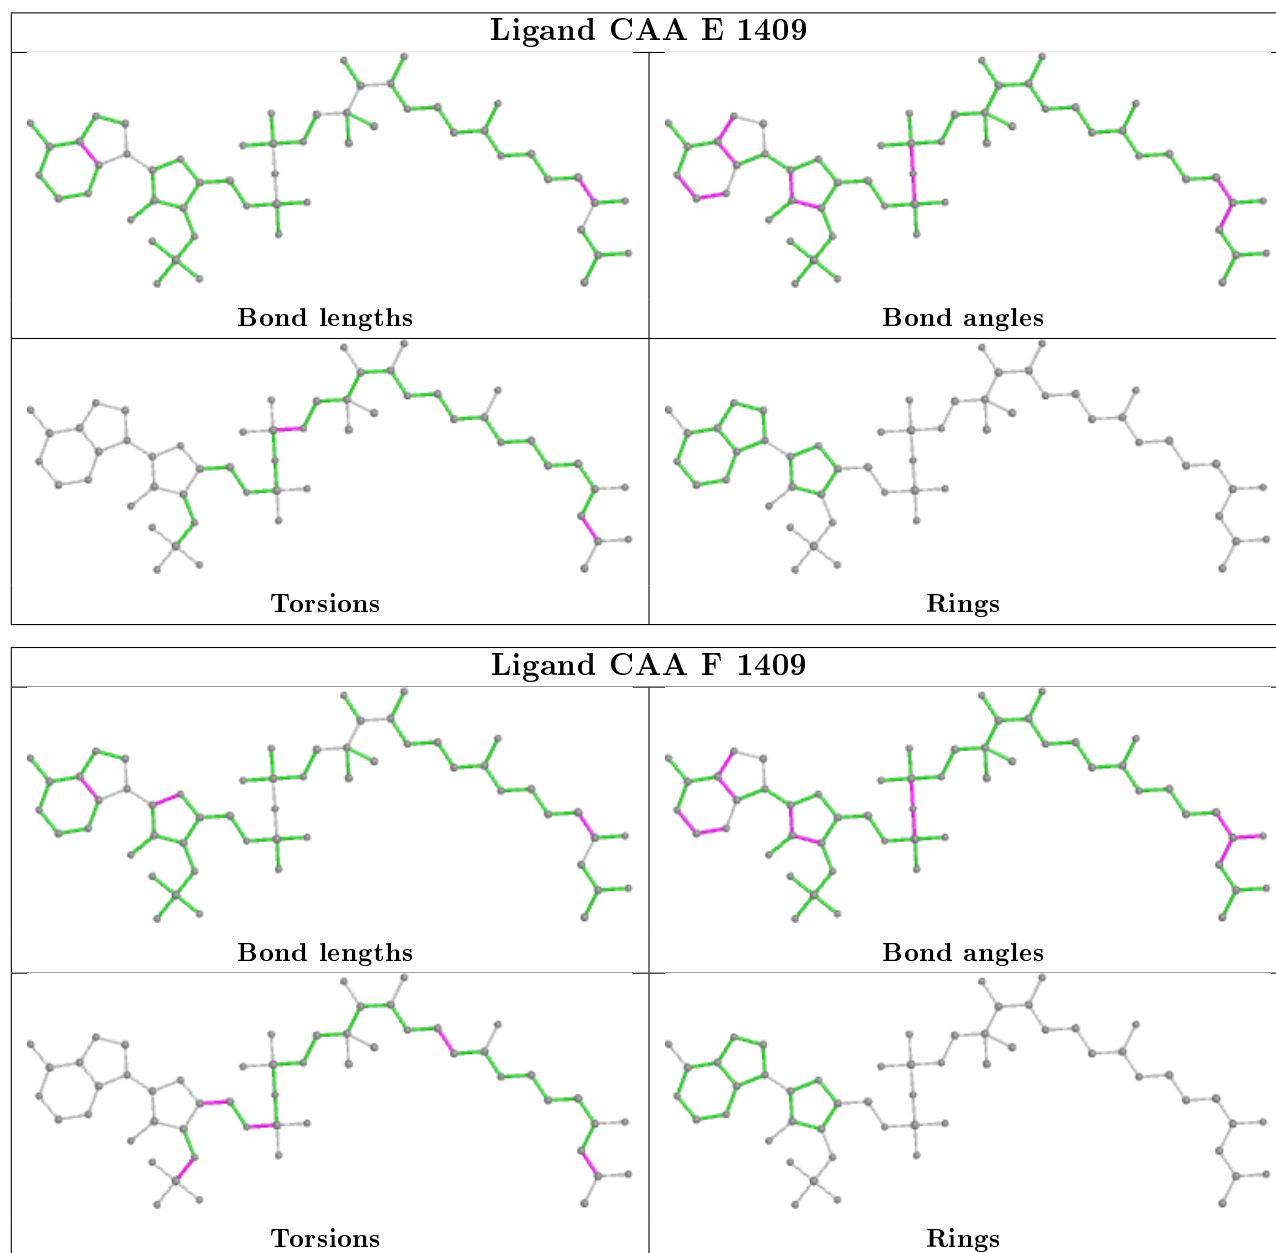 Ligand CAA E 1409
Bond lengths
Bond angles
Torsions
Rings
Ligand CAA F 1409
Bond lengths
Bond angles
Torsions
Rings